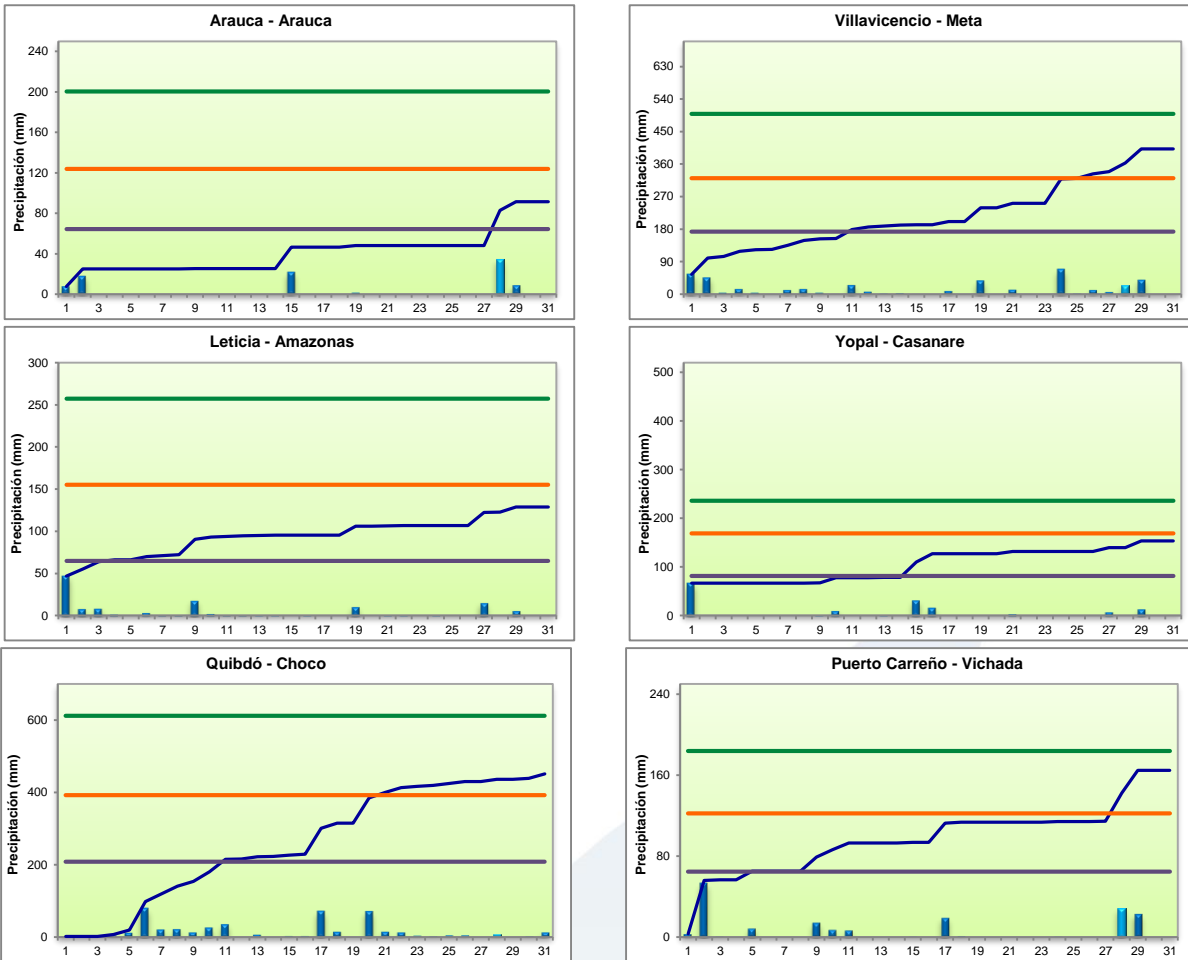 Arauca - Arauca
Precipitación (mm)
240
200
160
120
80
40
0
1 3 5 7 9 11 13 15 17 19 21 23 25 27 29 31
Villavicencio - Meta
Precipitación (mm)
630
540
450
360
270
180
90
0
1 3 5 7 9 11 13 15 17 19 21 23 25 27 29 31
Leticia - Amazonas
Precipitación (mm)
300
250
200
150
100
50
0
1 3 5 7 9 11 13 15 17 19 21 23 25 27 29 31
Yopal - Casanare
Precipitación (mm)
500
400
300
200
100
0
1 3 5 7 9 11 13 15 17 19 21 23 25 27 29 31
Quibdó - Choco
Precipitación (mm)
600
400
200
0
1 3 5 7 9 11 13 15 17 19 21 23 25 27 29 31
Puerto Carreño - Vichada
Precipitación (mm)
240
160
80
0
1 3 5 7 9 11 13 15 17 19 21 23 25 27 29 31